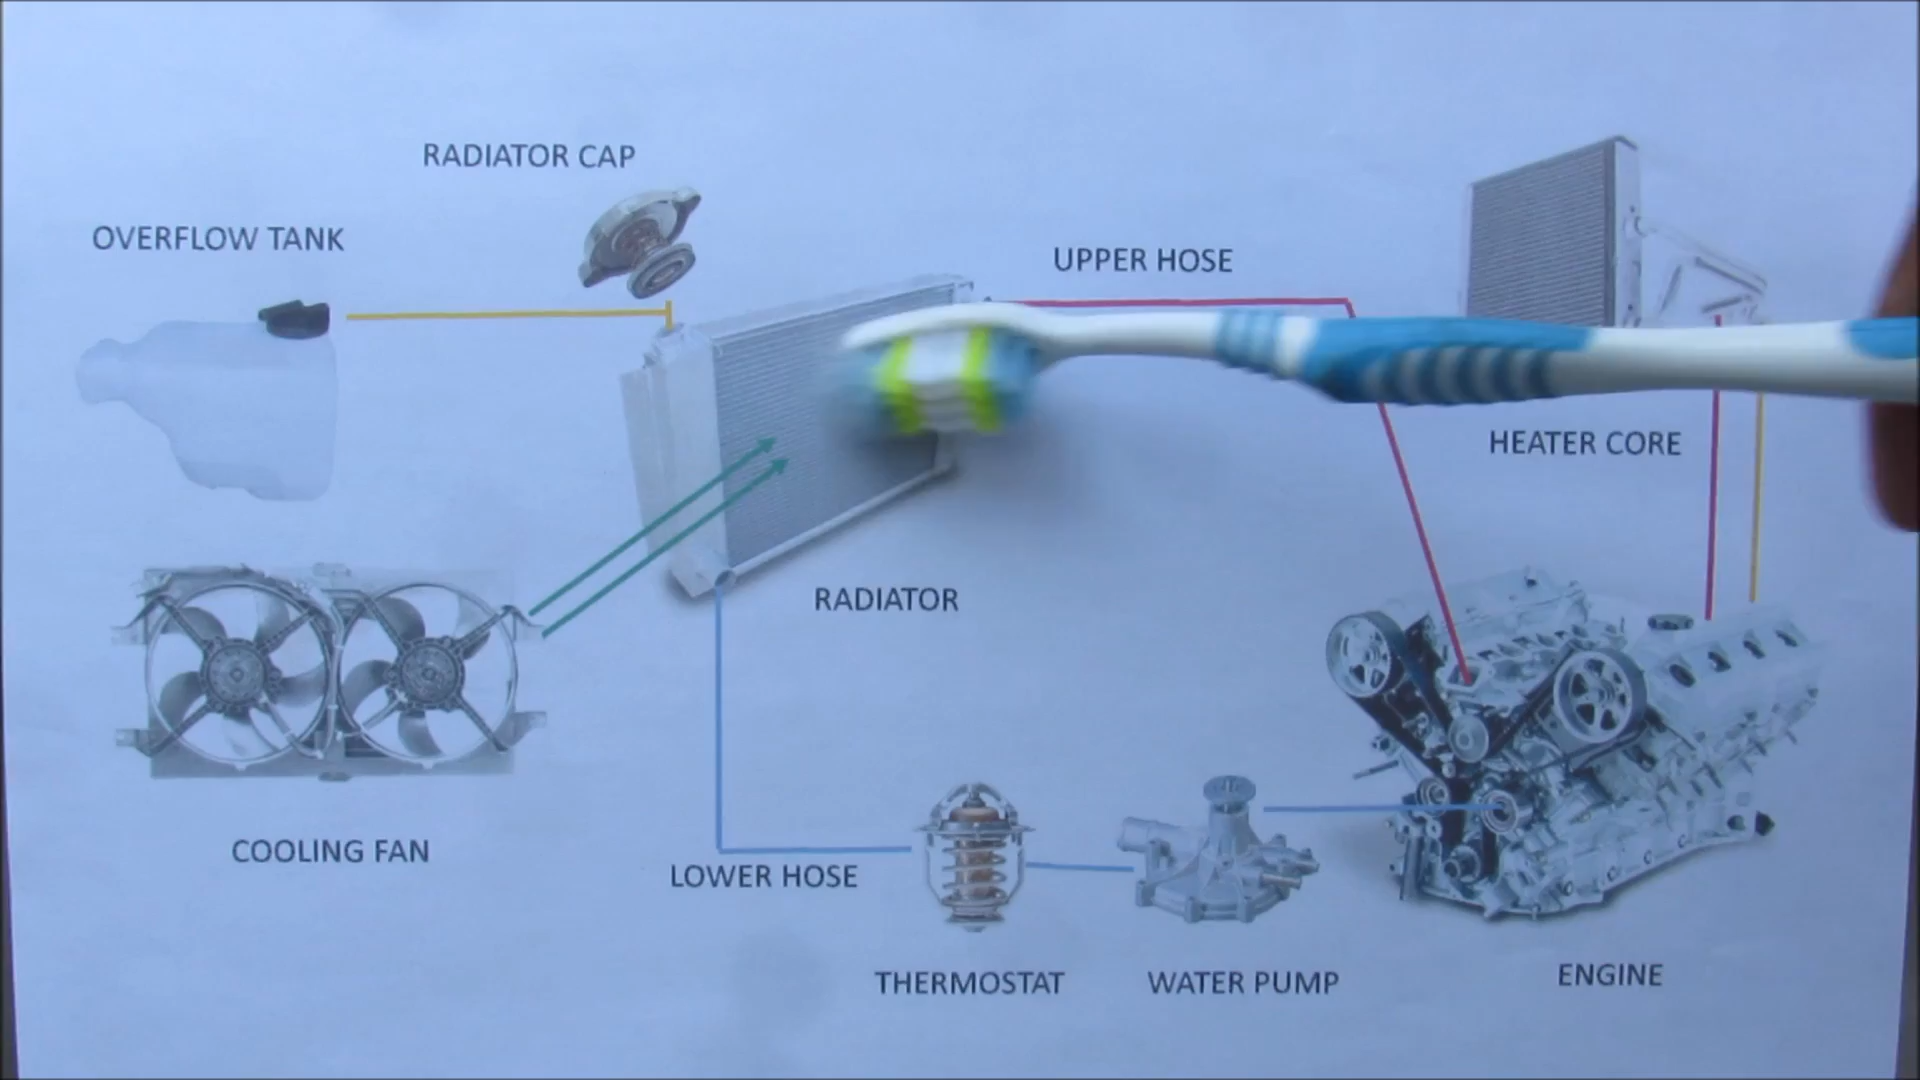 RADIATOR CAP
OVERFLOW TANK
UPPER HOSE
HEATER CORE
RADIATOR
COOLING FAN
LOWER HOSE
THERMOSTAT
WATER PUMP
ENGINE